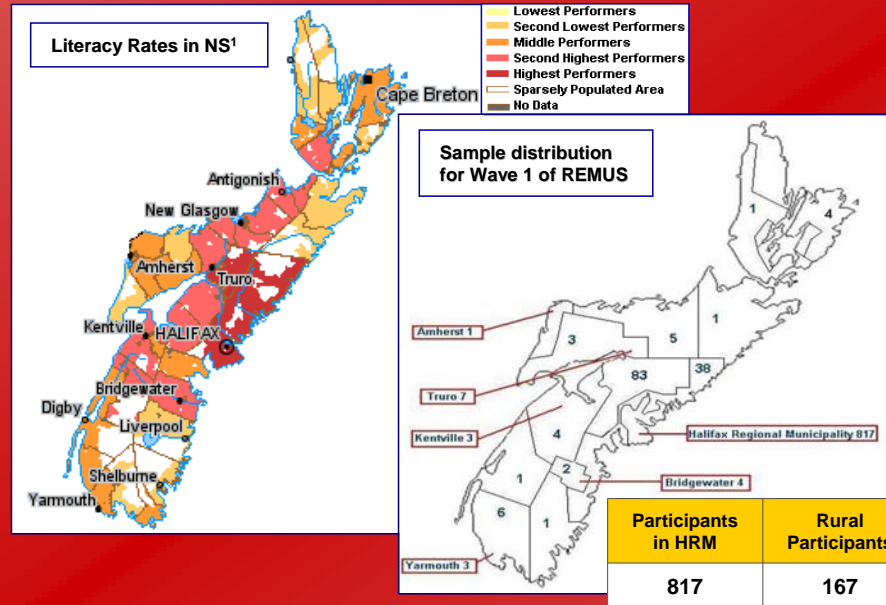 Literacy Rates in NS¹
Lowest Performers
Second Lowest Performers
Middle Performers
Second Highest Performers
Highest Performers
Sparsely Populated Area
No Data
Cape Breton
Antigonish
New Glasgow
Amherst
Truro
Kentville
HALIFAX
Bridgewater
Digby
Liverpool
Shelburne
Yarmouth
Sample distribution
for Wave 1 of REMUS
1
4
Amherst 1
3
5
1
Truro 7
83
38
Kentville 3
4
Halifax Regional Municipality 817
2
Bridgewater 4
1
6
1
Yarmouth 3
Participants
in HRM
Rural
Participants
817
167